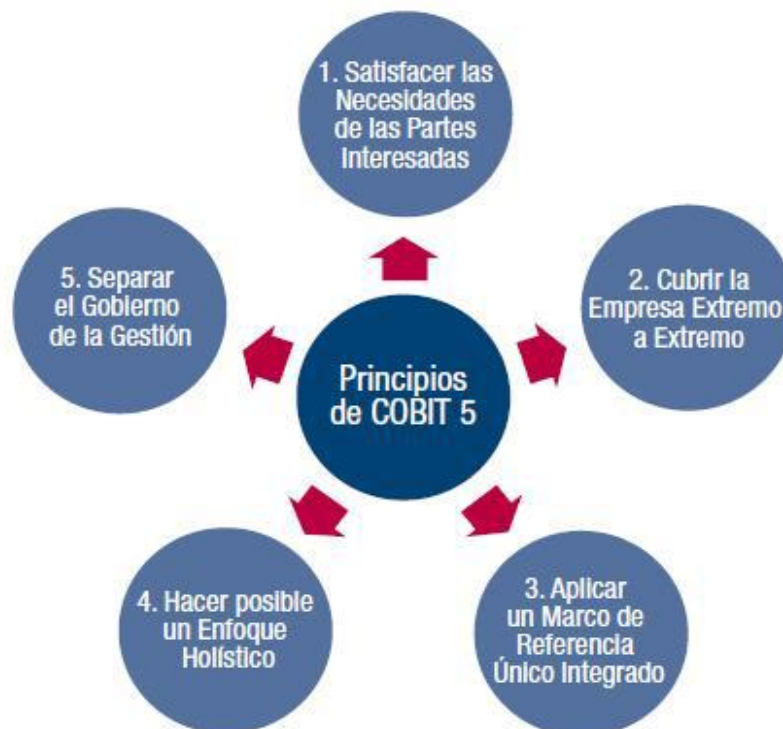 1. Satisfacer las
Necesidades
de las Partes
Interesadas
5. Separar
el Gobierno
de la Gestión
2. Cubrir la
Empresa Extremo
a Extremo
Principios
de COBIT 5
4. Hacer posible
un Enfoque
Holístico
3. Aplicar
un Marco de
Referencia
Único Integrado